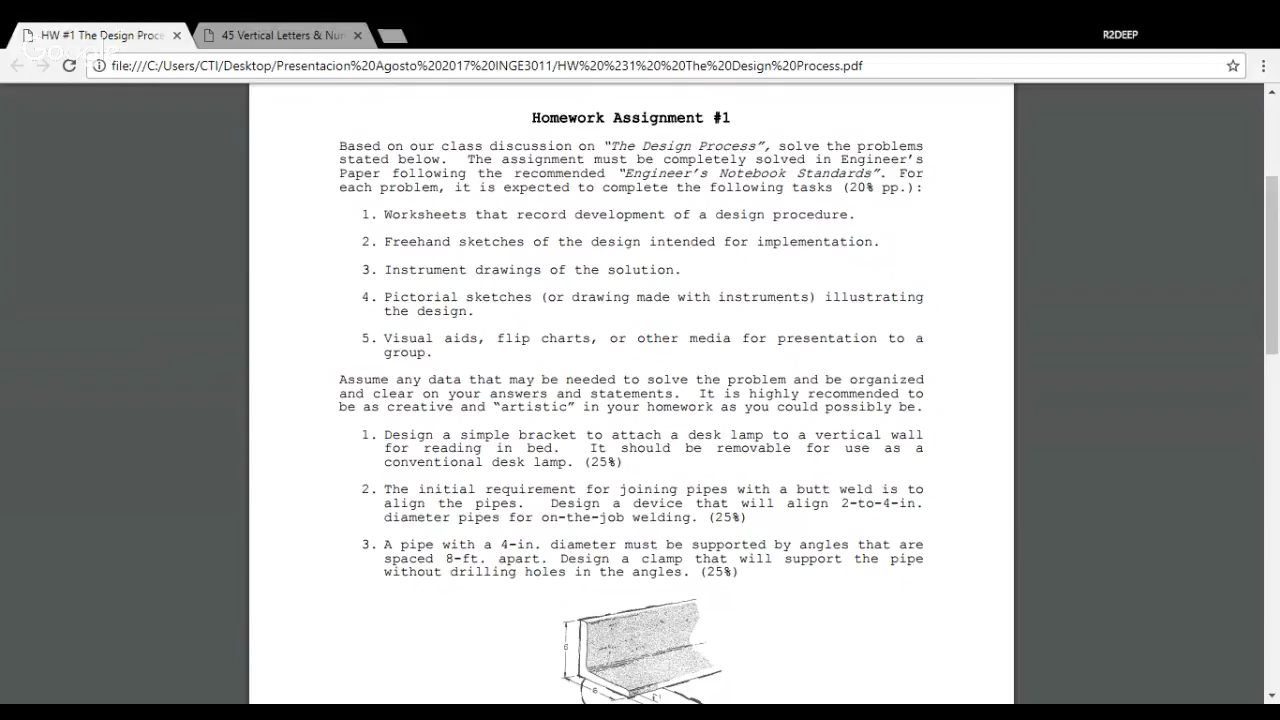 HW #1 The Design Proce
45 Vertical Letters & Nur
R2DEEP
Google
file:///C:/Users/CTI/Desktop/Presentacion%20Agosto%202017%20INGE3011/HW%20%231%20%20The%20Design%20Process.pdf
Homework Assignment #1
Based on our class discussion on “The Design Process”, solve the problems
stated below. The assignment must be completely solved in Engineer’s
Paper following the recommended “Engineer’s Notebook Standards”. For
each problem, it is expected to complete the following tasks (20% pp.):
1. Worksheets that record development of a design procedure.
2. Freehand sketches of the design intended for implementation.
3. Instrument drawings of the solution.
4. Pictorial sketches (or drawing made with instruments) illustrating
the design.
5. Visual aids, flip charts, or other media for presentation to a
group.
Assume any data that may be needed to solve the problem and be organized
and clear on your answers and statements. It is highly recommended to
be as creative and “artistic” in your homework as you could possibly be.
1. Design a simple bracket to attach a desk lamp to a vertical wall
for reading in bed. It should be removable for use as a
conventional desk lamp. (25%)
2. The initial requirement for joining pipes with a butt weld is to
align the pipes. Design a device that will align 2-to-4-in.
diameter pipes for on-the-job welding. (25%)
3. A pipe with a 4-in. diameter must be supported by angles that are
spaced 8-ft. apart. Design a clamp that will support the pipe
without drilling holes in the angles. (25%)
6
6